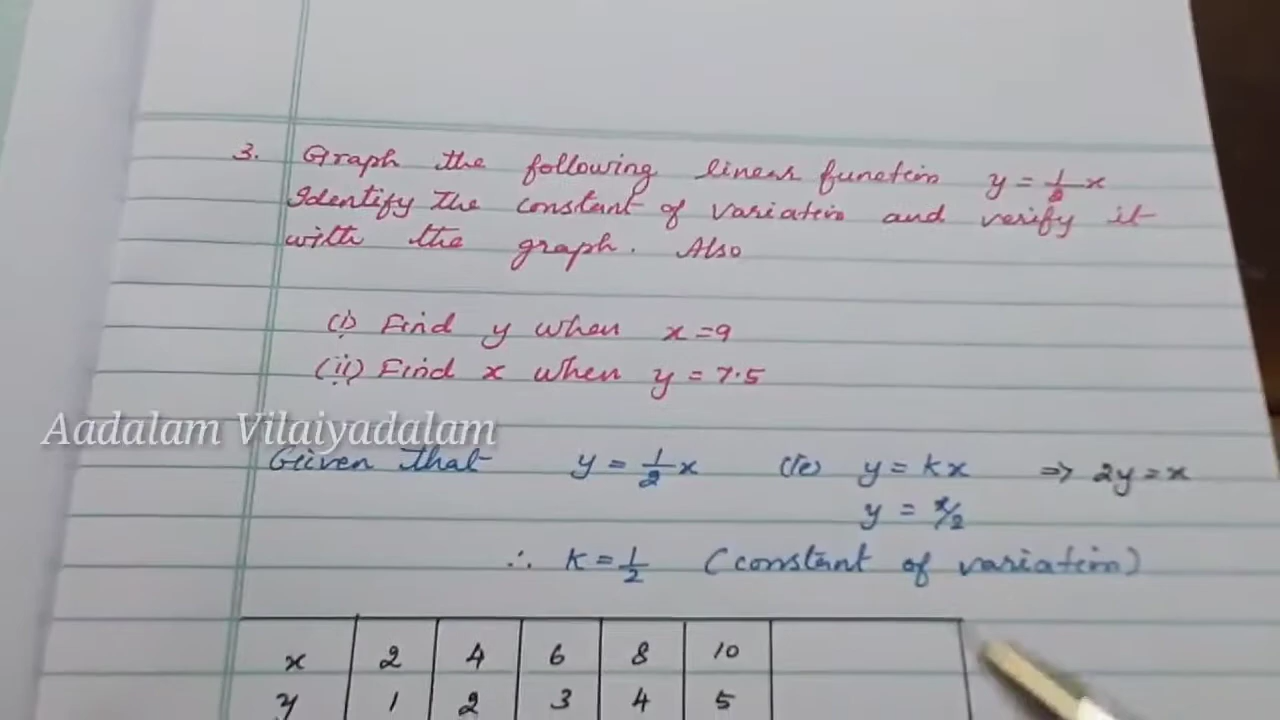 3. Graph the following linear function y = 1/2 x
Identify the constant of variation and verify it
with the graph. Also
(i) Find y when x = 9
(ii) Find x when y = 7.5
Aadalam Vilaiyadalam
Given that y = 1/2 x (ie) y = kx ⇒ 2y = x
y = x/2
∴ K = 1/2 (constant of variation)
x 2 4 6 8 10
y 1 2 3 4 5